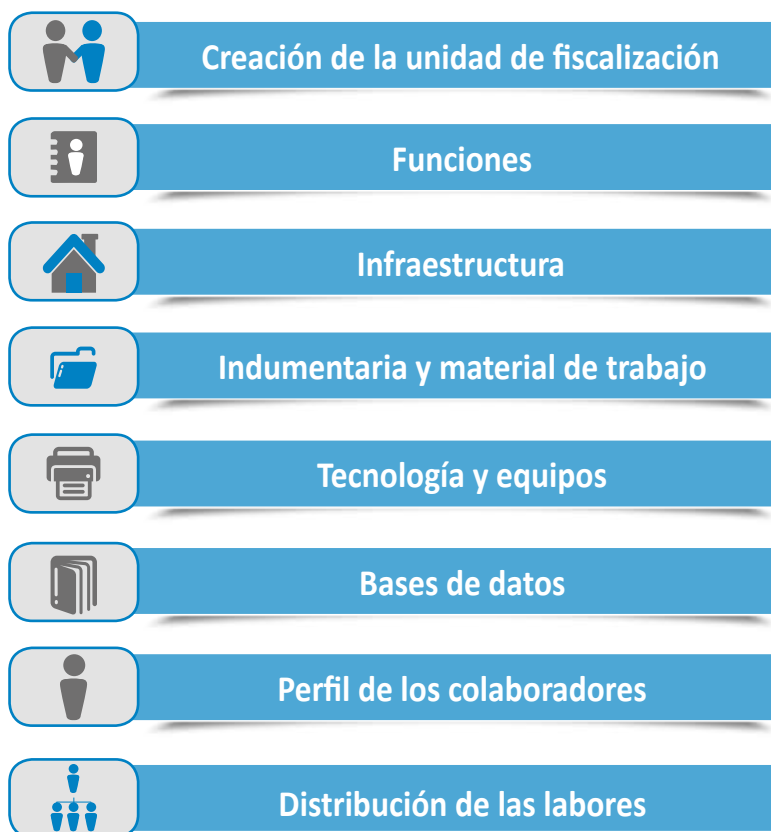 Creación de la unidad de fiscalización
Funciones
Infraestructura
Indumentaria y material de trabajo
Tecnología y equipos
Bases de datos
Perfil de los colaboradores
Distribución de las labores